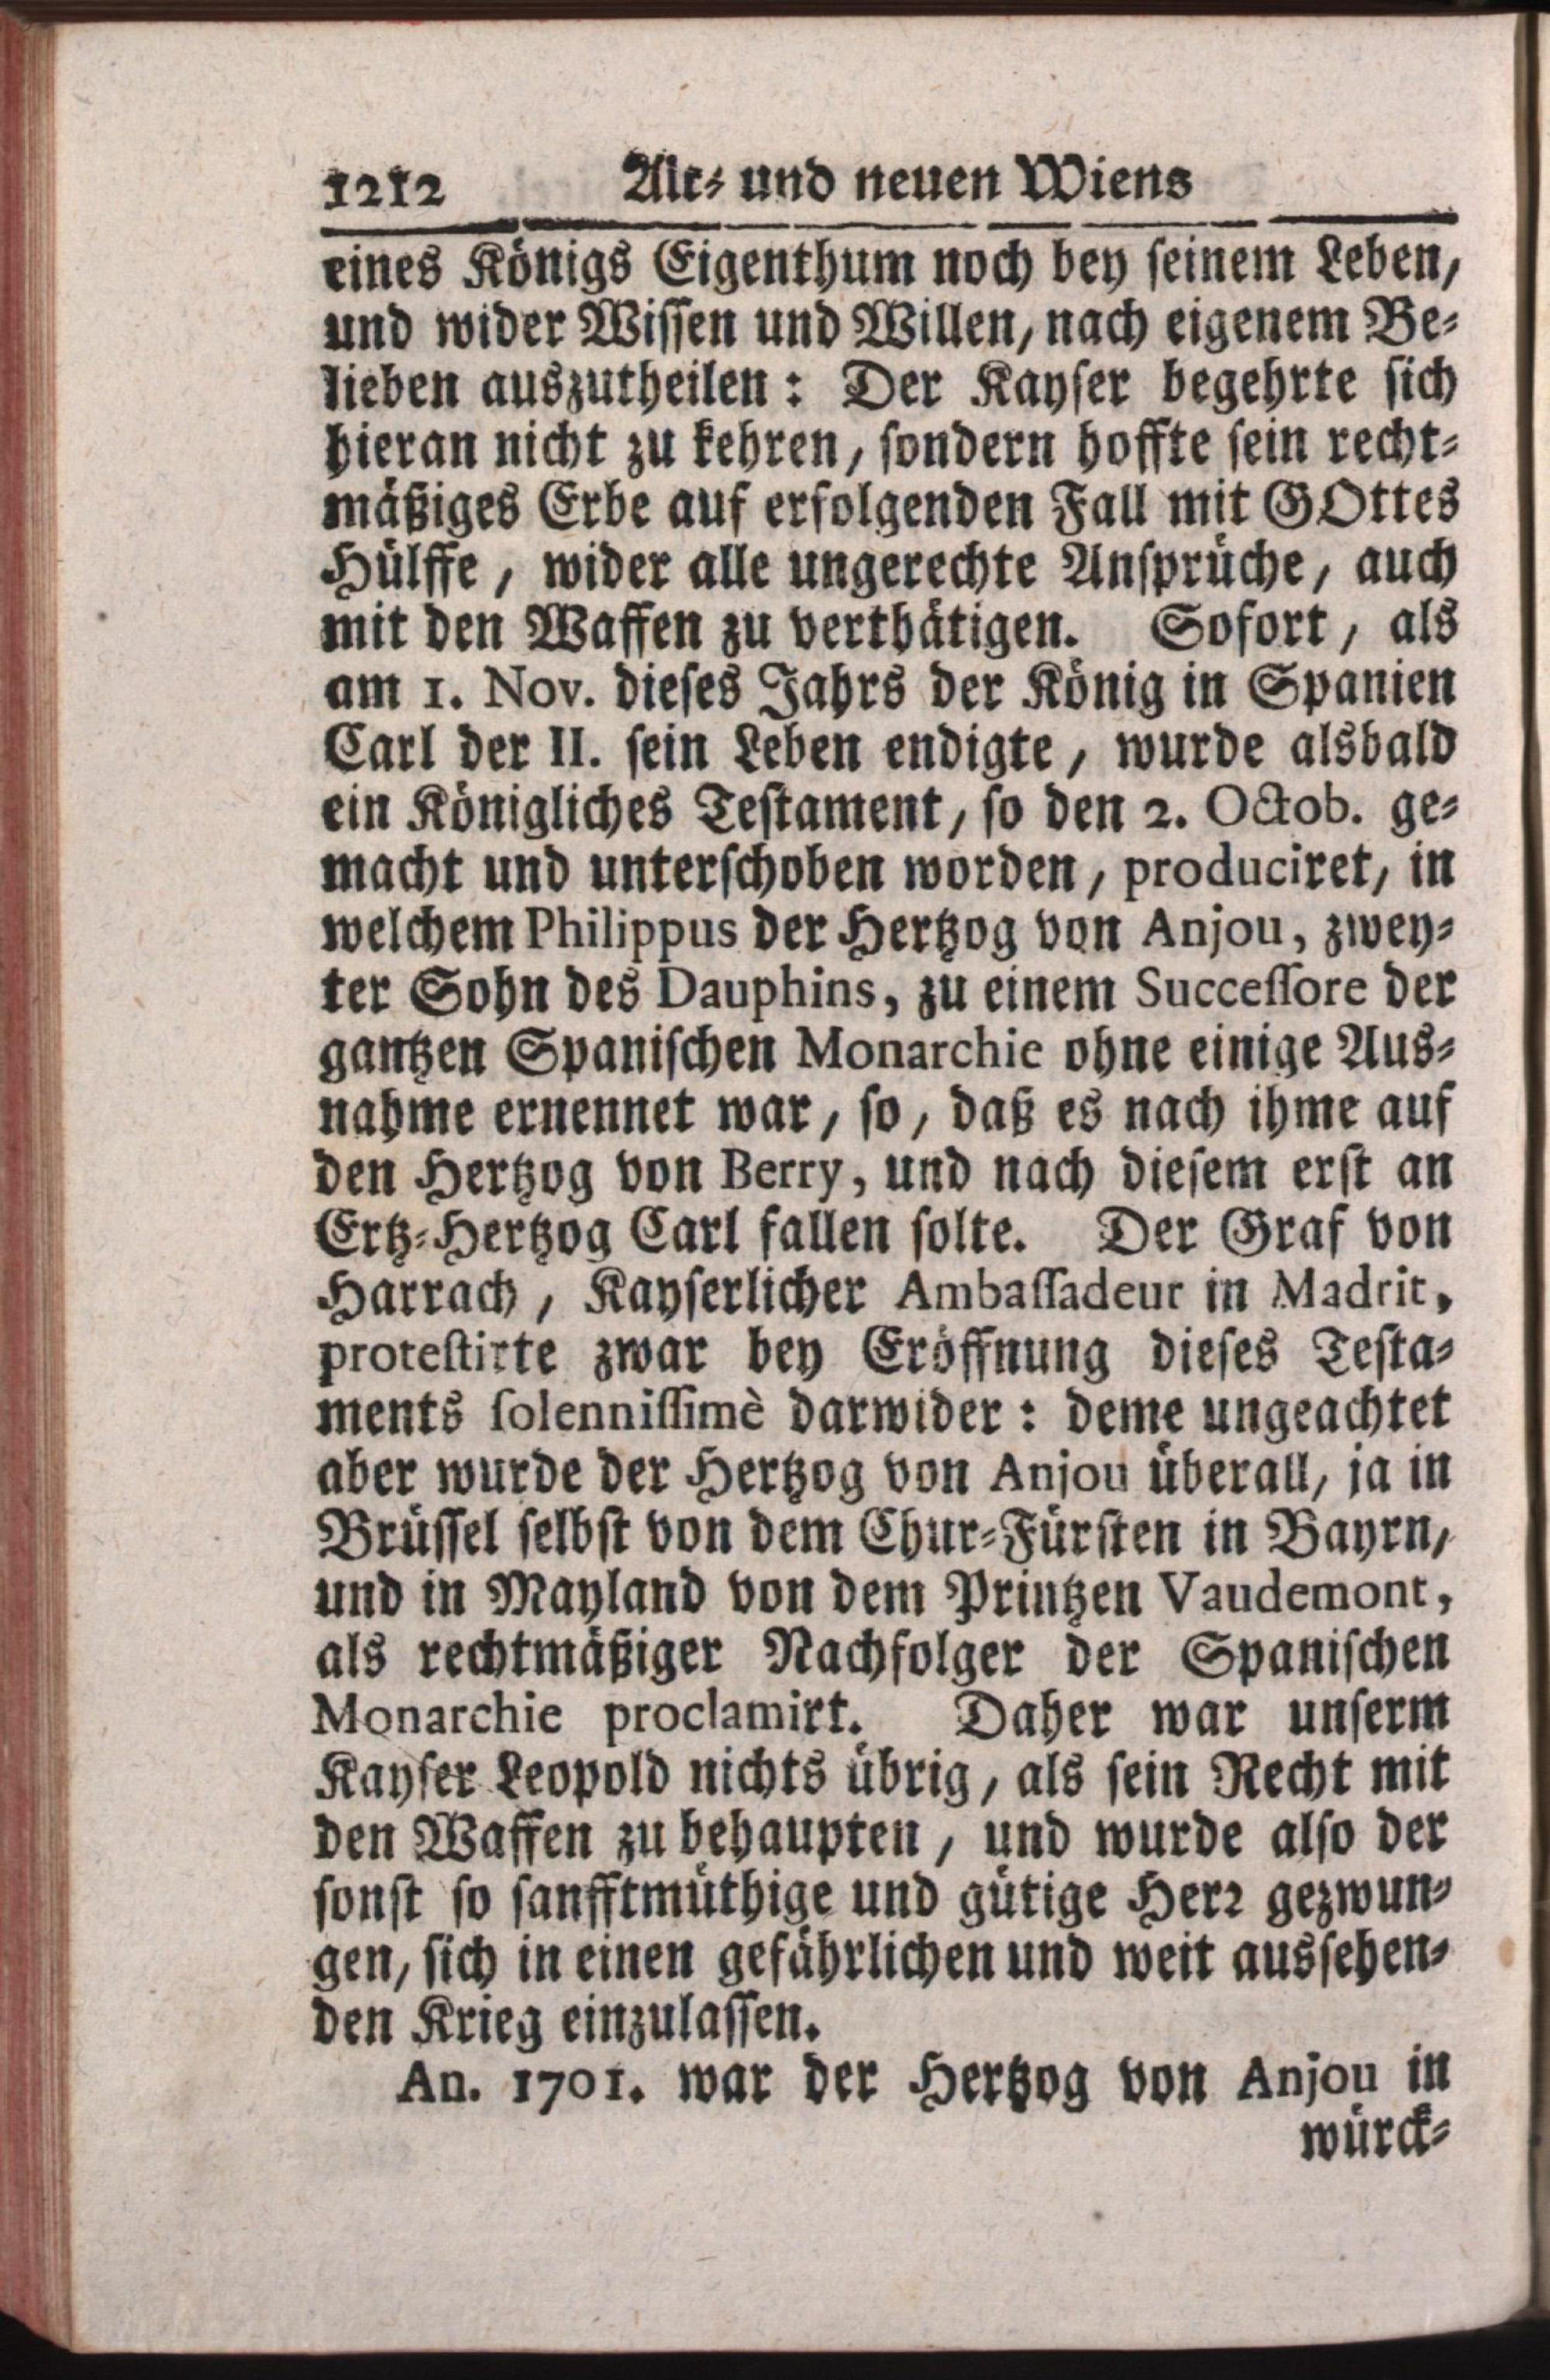 1212 Alt- und neuen Wiens
eines Königs Eigenthum noch bey ſeinem Leben,
und wider Wiſſen und Willen, nach eigenem Be-
lieben auszutheilen: Der Kayſer begehrte ſich
hieran nicht zu kehren, ſondern hoffte ſein recht-
mäßiges Erbe auf erfolgenden Fall mit GOttes
Hülffe, wider alle ungerechte Anſprüche, auch
mit den Waffen zu verthätigen. Sofort, als
am 1. Nov. dieſes Jahrs der König in Spanien
Carl der II. ſein Leben endigte, wurde alsbald
ein Königliches Teſtament, ſo den 2. Octob. ge-
macht und unterſchoben worden, produciret, in
welchem Philippus der Hertzog von Anjou, zwey-
ter Sohn des Dauphins, zu einem Succeſſore der
gantzen Spaniſchen Monarchie ohne einige Aus-
nahme ernennet war, ſo, daß es nach ihme auf
den Hertzog von Berry, und nach dieſem erſt an
Ertz-Hertzog Carl fallen ſolte. Der Graf von
Harrach, Kayſerlicher Ambaſſadeur in Madrit,
proteſtirte zwar bey Eröffnung dieſes Teſta-
ments ſolenniſſimè darwider: deme ungeachtet
aber wurde der Hertzog von Anjou überall, ja in
Brüſſel ſelbſt von dem Chur-Fürſten in Bayrn,
und in Mayland von dem Printzen Vaudemont,
als rechtmäßiger Nachfolger der Spaniſchen
Monarchie proclamirt. Daher war unſerm
Kayſer Leopold nichts übrig, als ſein Recht mit
den Waffen zu behaupten, und wurde alſo der
ſonſt ſo ſanfftmüthige und gütige Herꝛ gezwun-
gen, ſich in einen gefährlichen und weit ausſehen-
den Krieg einzulaſſen.
An. 1701. war der Hertzog von Anjou in
würck-